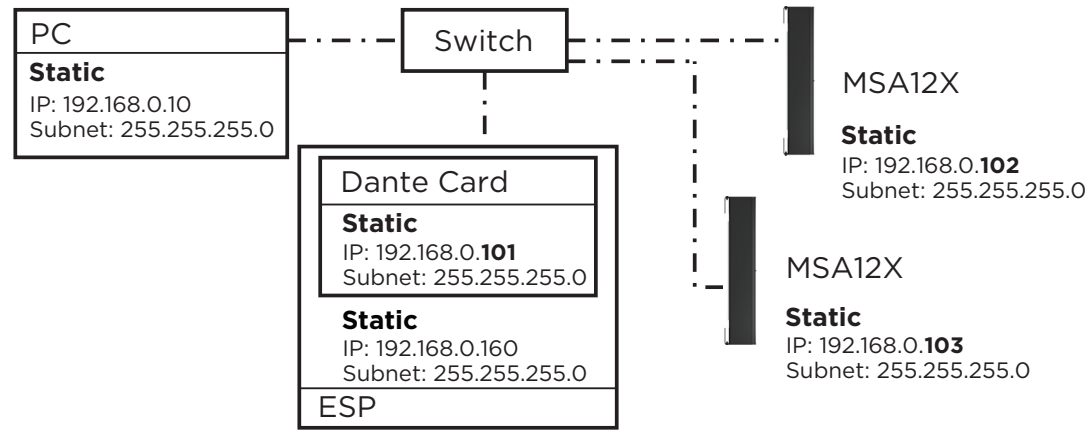 PC
Static
IP: 192.168.0.10
Subnet: 255.255.255.0
Switch
MSA12X
Static
IP: 192.168.0.102
Subnet: 255.255.255.0
Dante Card
Static
IP: 192.168.0.101
Subnet: 255.255.255.0
Static
IP: 192.168.0.160
Subnet: 255.255.255.0
ESP
MSA12X
Static
IP: 192.168.0.103
Subnet: 255.255.255.0